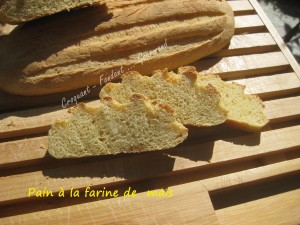 Croquant - Fondant .... Gourmand
Pain à la farine de maïs